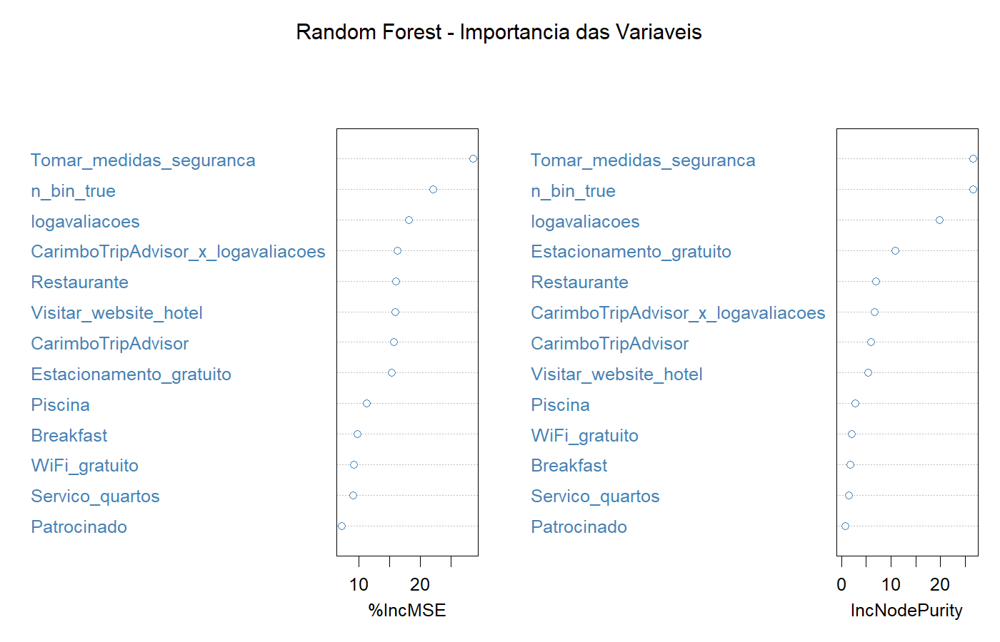 Random Forest - Importancia das Variaveis
Tomar_medidas_seguranca
n_bin_true
logavaliacoes
CarimboTripAdvisor_x_logavaliacoes
Restaurante
Visitar_website_hotel
CarimboTripAdvisor
Estacionamento_gratuito
Piscina
Breakfast
WiFi_gratuito
Servico_quartos
Patrocinado
10 20
%IncMSE
Tomar_medidas_seguranca
n_bin_true
logavaliacoes
Estacionamento_gratuito
Restaurante
CarimboTripAdvisor_x_logavaliacoes
CarimboTripAdvisor
Visitar_website_hotel
Piscina
WiFi_gratuito
Breakfast
Servico_quartos
Patrocinado
0 10 20
IncNodePurity